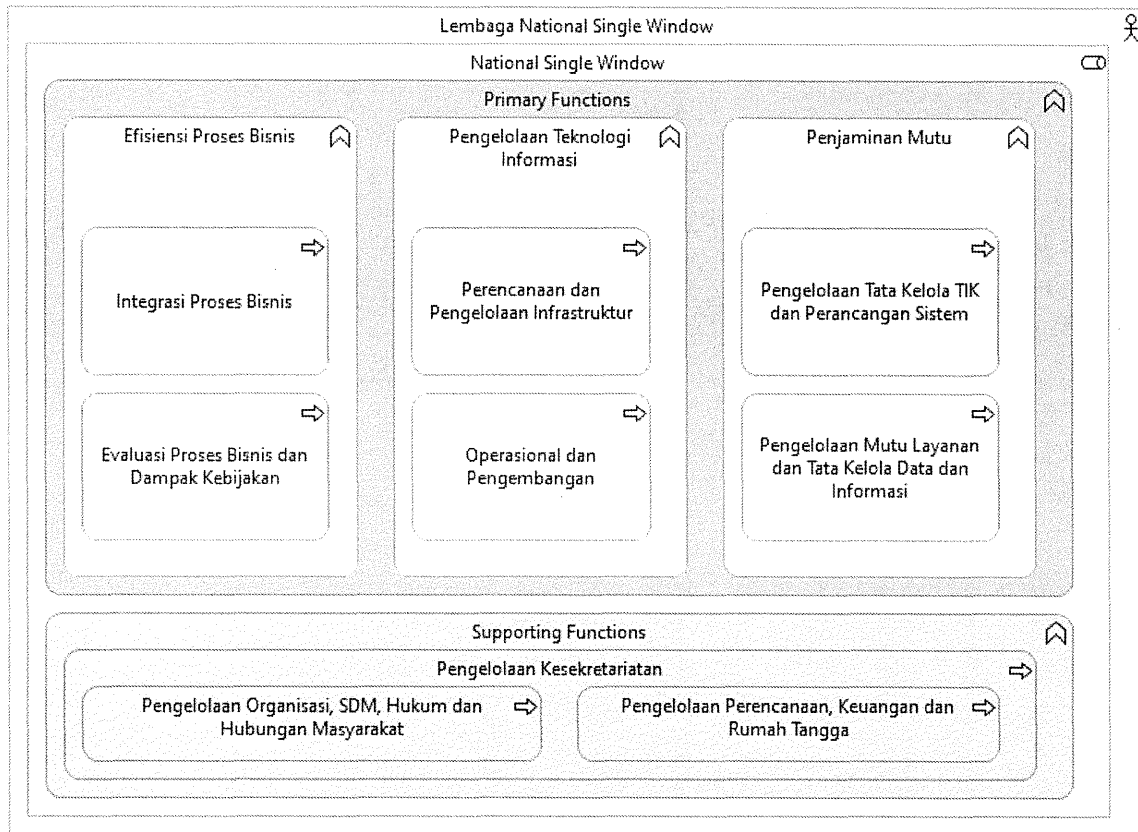 Lembaga National Single Window
National Single Window
Primary Functions
Efisiensi Proses Bisnis
Pengelolaan Teknologi
Informasi
Penjaminan Mutu
Integrasi Proses Bisnis
Perencanaan dan
Pengelolaan Infrastruktur
Pengelolaan Tata Kelola TIK
dan Perancangan Sistem
Evaluasi Proses Bisnis dan
Dampak Kebijakan
Operasional dan
Pengembangan
Pengelolaan Mutu Layanan
dan Tata Kelola Data dan
Informasi
Supporting Functions
Pengelolaan Kesekretariatan
Pengelolaan Organisasi, SDM, Hukum dan
Hubungan Masyarakat
Pengelolaan Perencanaan, Keuangan dan
Rumah Tangga